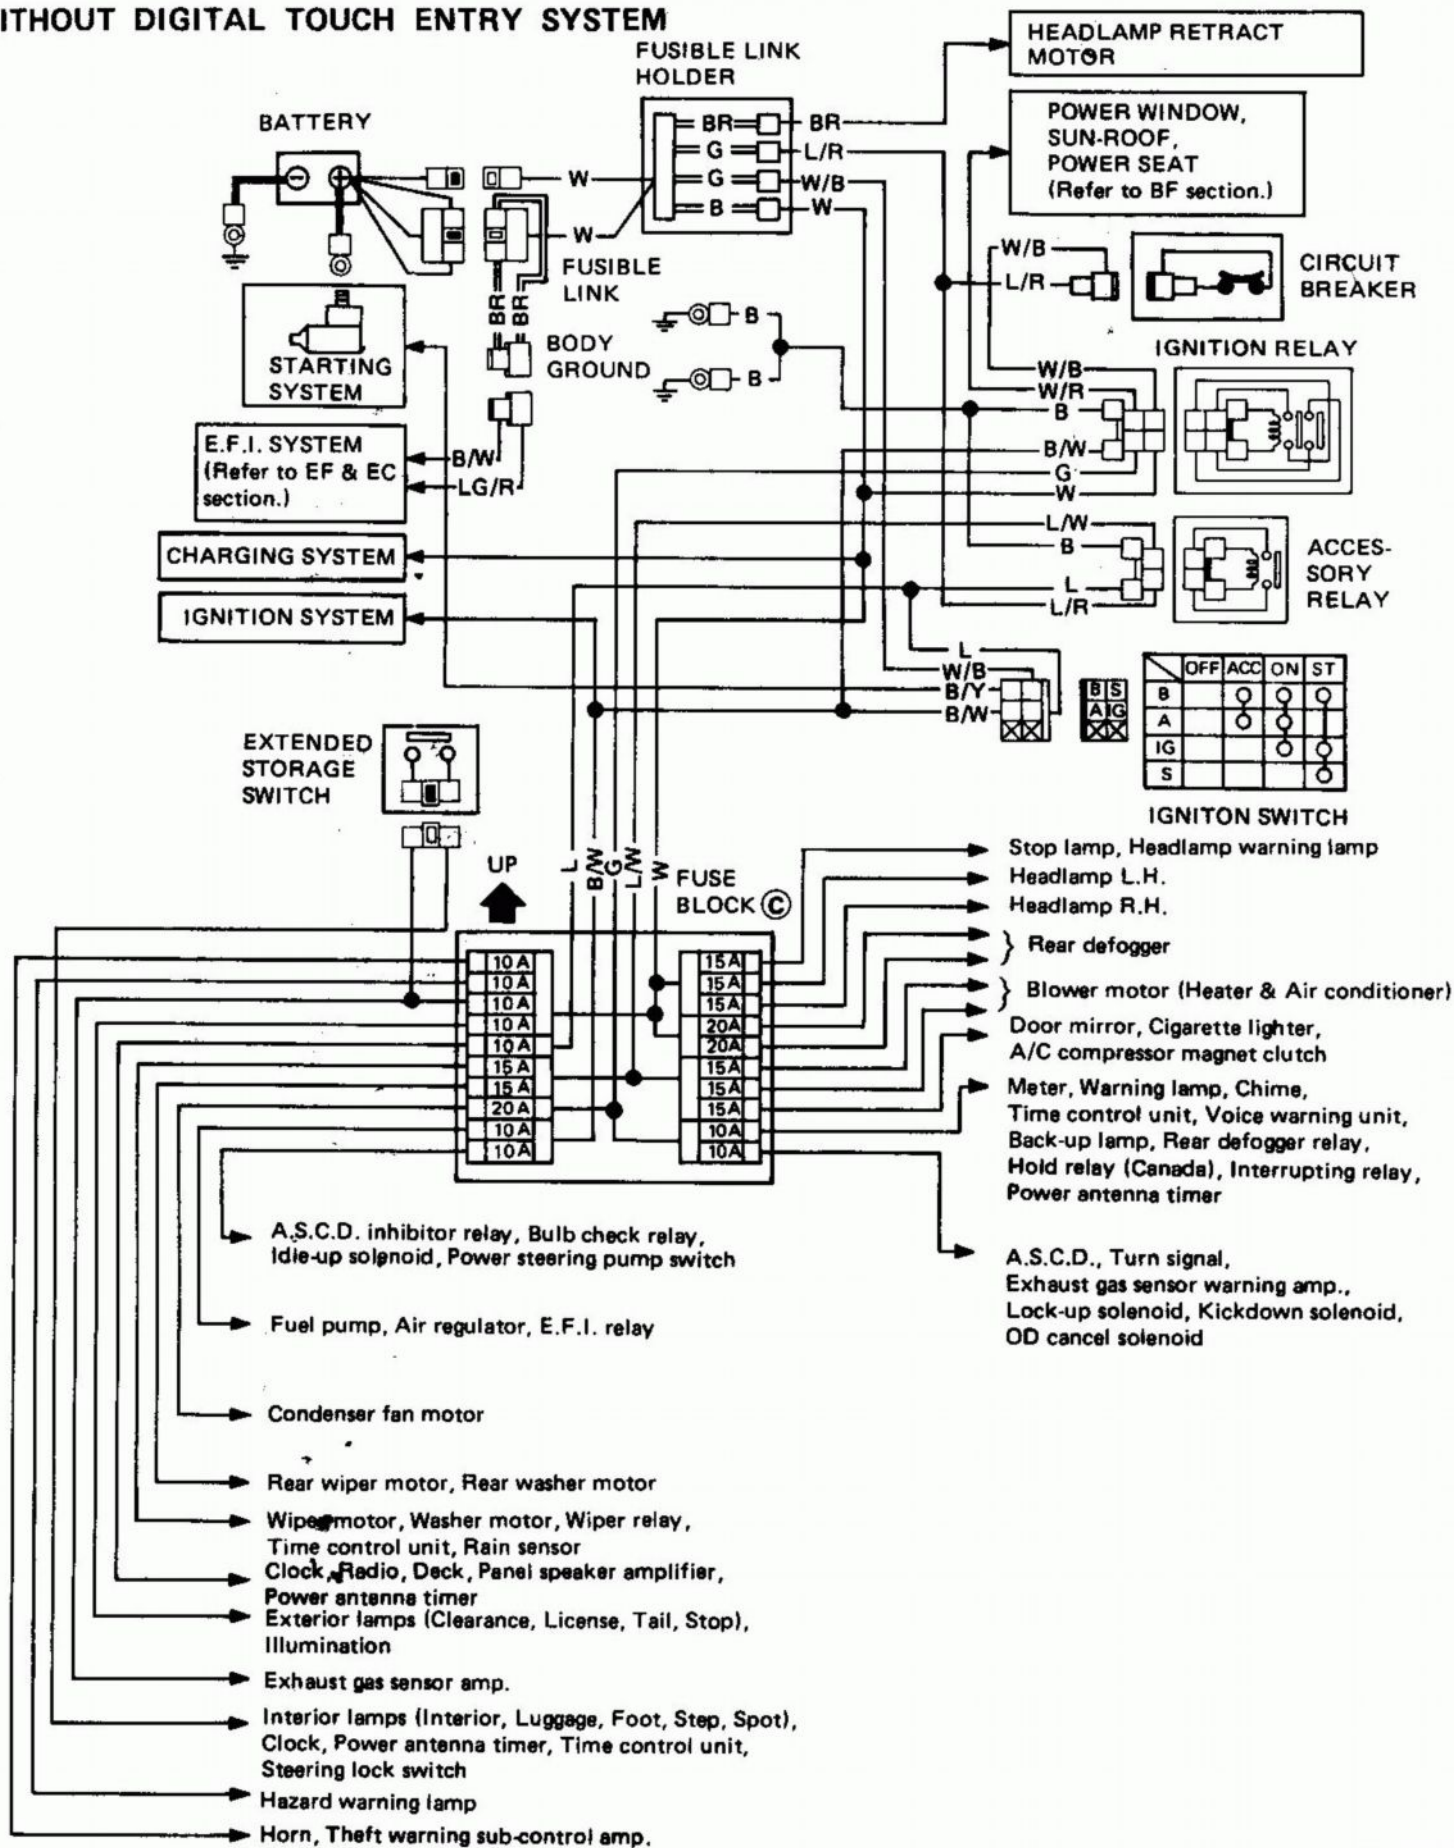 ITHOUT DIGITAL TOUCH ENTRY SYSTEM
FUSIBLE LINK
HOLDER
HEADLAMP RETRACT
MOTOR
BATTERY
BR
BR
G
L/R
G
W/B
B
W
POWER WINDOW,
SUN-ROOF,
POWER SEAT
(Refer to BF section.)
W
W
FUSIBLE
LINK
BR
BR
W/B
L/R
CIRCUIT
BREAKER
STARTING
SYSTEM
BODY
GROUND
B
B
IGNITION RELAY
W/B
W/R
B
B/W
G
W
E.F.I. SYSTEM
(Refer to EF & EC
section.)
B/W
LG/R
CHARGING SYSTEM
IGNITION SYSTEM
L/W
B
L
L/R
ACCES-
SORY
RELAY
L
W/B
B/Y
B/W
B S
A IG
OFF ACC ON ST
B
A
IG
S
IGNITON SWITCH
EXTENDED
STORAGE
SWITCH
UP
L
B/W
G
L/W
W
FUSE
BLOCK C
10A
10A
10A
10A
10A
15A
15A
20A
10A
10A
15A
15A
15A
20A
20A
15A
15A
15A
10A
10A
Stop lamp, Headlamp warning lamp
Headlamp L.H.
Headlamp R.H.
} Rear defogger
} Blower motor (Heater & Air conditioner)
Door mirror, Cigarette lighter,
A/C compressor magnet clutch
Meter, Warning lamp, Chime,
Time control unit, Voice warning unit,
Back-up lamp, Rear defogger relay,
Hold relay (Canada), Interrupting relay,
Power antenna timer
A.S.C.D., Turn signal,
Exhaust gas sensor warning amp.,
Lock-up solenoid, Kickdown solenoid,
OD cancel solenoid
A.S.C.D. inhibitor relay, Bulb check relay,
Idle-up solenoid, Power steering pump switch
Fuel pump, Air regulator, E.F.I. relay
Condenser fan motor
Rear wiper motor, Rear washer motor
Wiper motor, Washer motor, Wiper relay,
Time control unit, Rain sensor
Clock, Radio, Deck, Panel speaker amplifier,
Power antenna timer
Exterior lamps (Clearance, License, Tail, Stop),
Illumination
Exhaust gas sensor amp.
Interior lamps (Interior, Luggage, Foot, Step, Spot),
Clock, Power antenna timer, Time control unit,
Steering lock switch
Hazard warning lamp
Horn, Theft warning sub-control amp.